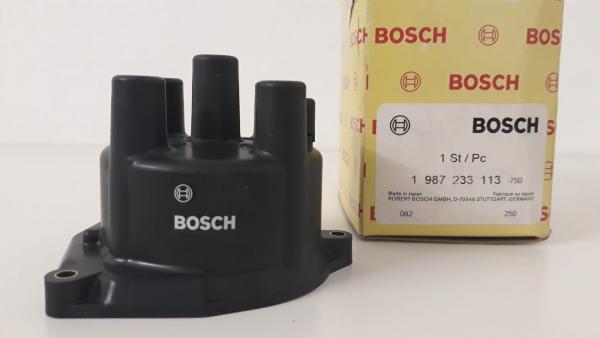 BOSCH
BOSCH
BOSCH
BOSCH
BOSCH
1 St / Pc
1 987 233 113 -750
Made in Japan
Fabriqué au Japon
ROBERT BOSCH GMBH, D-70049 STUTTGART, GERMANY
082
250